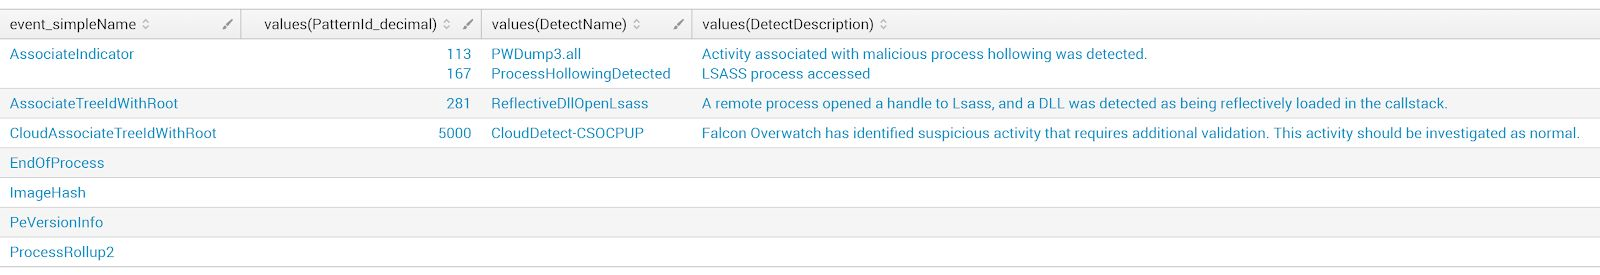 event_simpleName values(PatternId_decimal) values(DetectName) values(DetectDescription)
AssociateIndicator 113 PWDump3.all Activity associated with malicious process hollowing was detected.
167 ProcessHollowingDetected LSASS process accessed
AssociateTreeIdWithRoot 281 ReflectiveDllOpenLsass A remote process opened a handle to Lsass, and a DLL was detected as being reflectively loaded in the callstack.
CloudAssociateTreeIdWithRoot 5000 CloudDetect-CSOCPUP Falcon Overwatch has identified suspicious activity that requires additional validation. This activity should be investigated as normal.
EndOfProcess
ImageHash
PeVersionInfo
ProcessRollup2